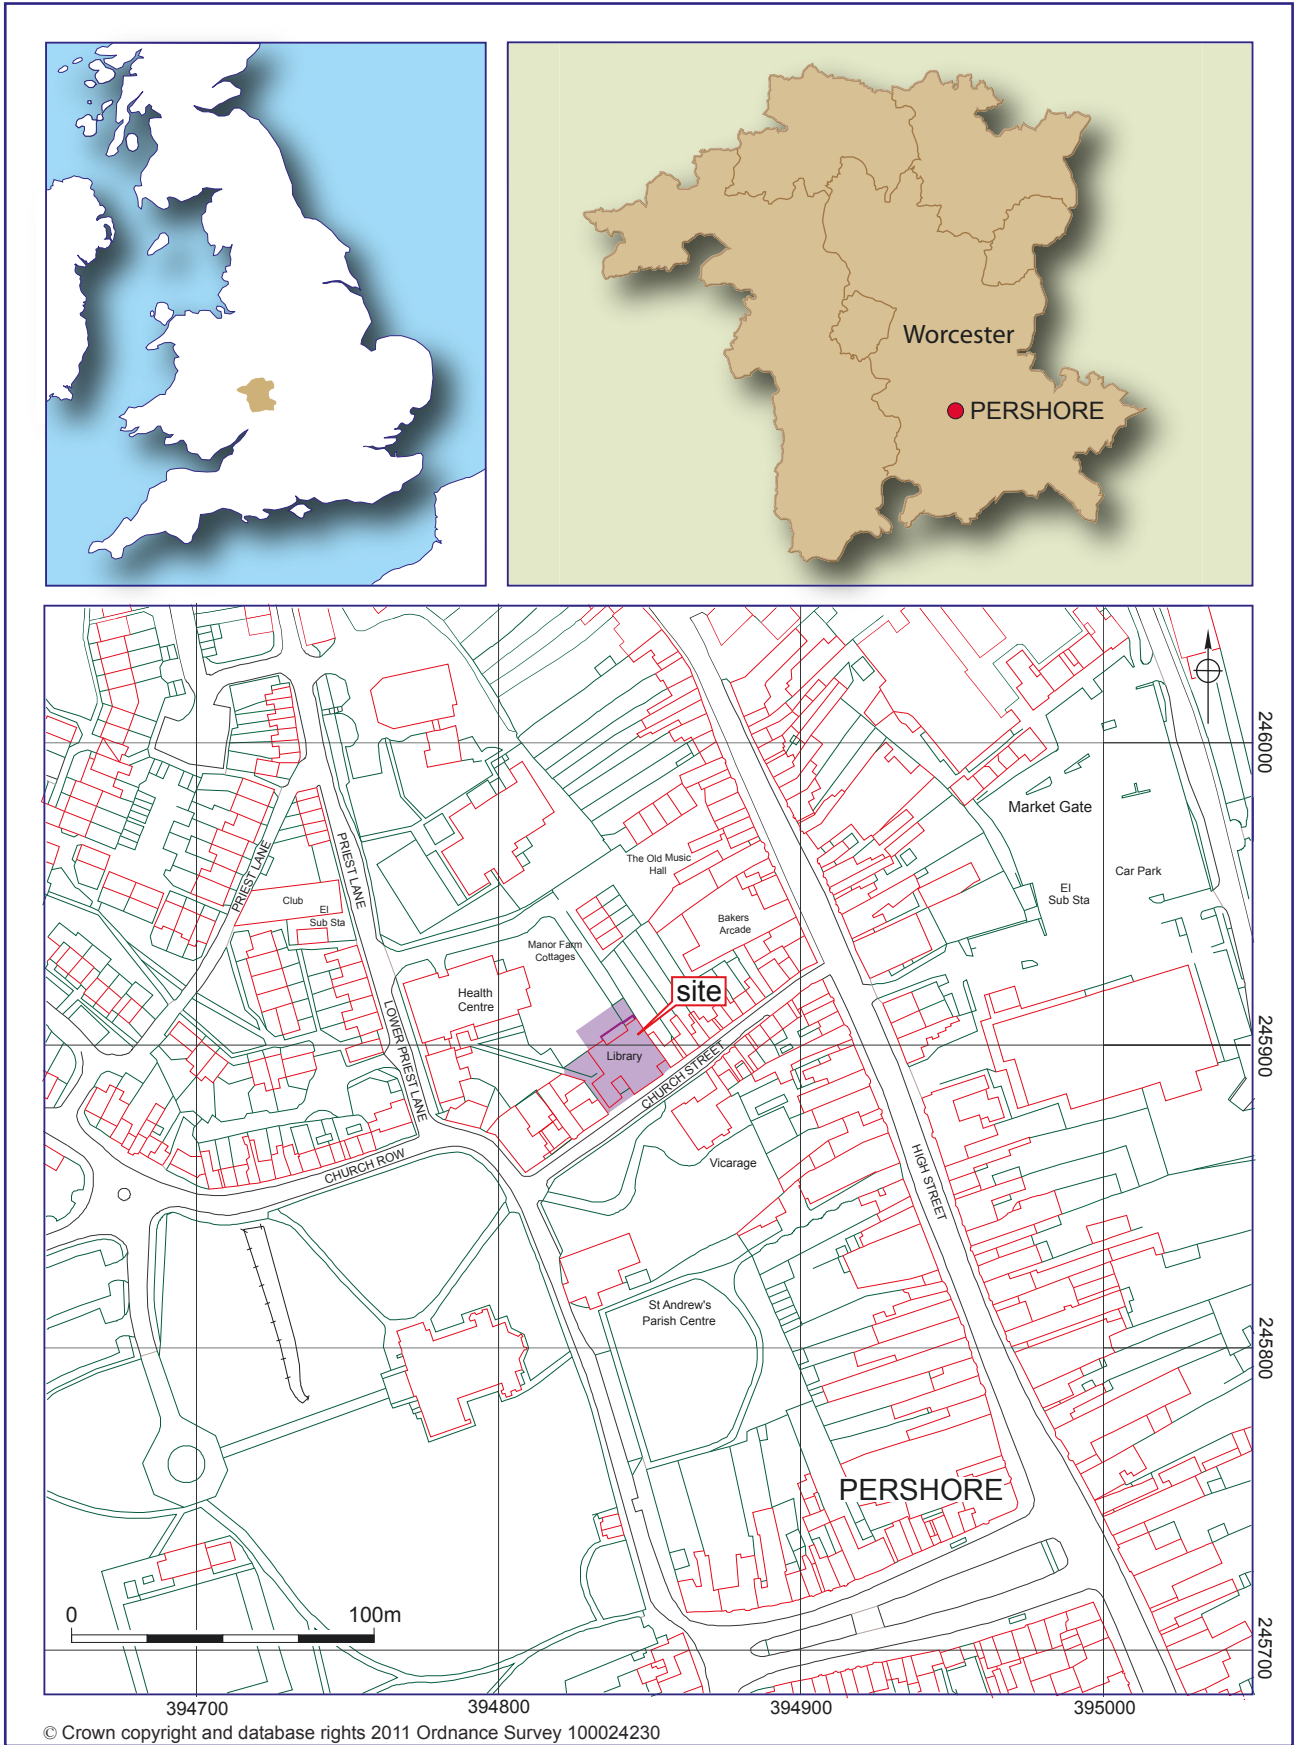 Worcester
PERSHORE
246000
Market Gate
PRIEST LANE
PRIEST LANE
The Old Music
Hall
Car Park
El
Sub Sta
Club
El
Sub Sta
Bakers
Arcade
Manor Farm
Cottages
site
Health
Centre
LOWER PRIEST LANE
Library
245900
CHURCH STREET
CHURCH ROW
Vicarage
HIGH STREET
St Andrew's
Parish Centre
245800
PERSHORE
0 100m
245700
394700 394800 394900 395000
© Crown copyright and database rights 2011 Ordnance Survey 100024230